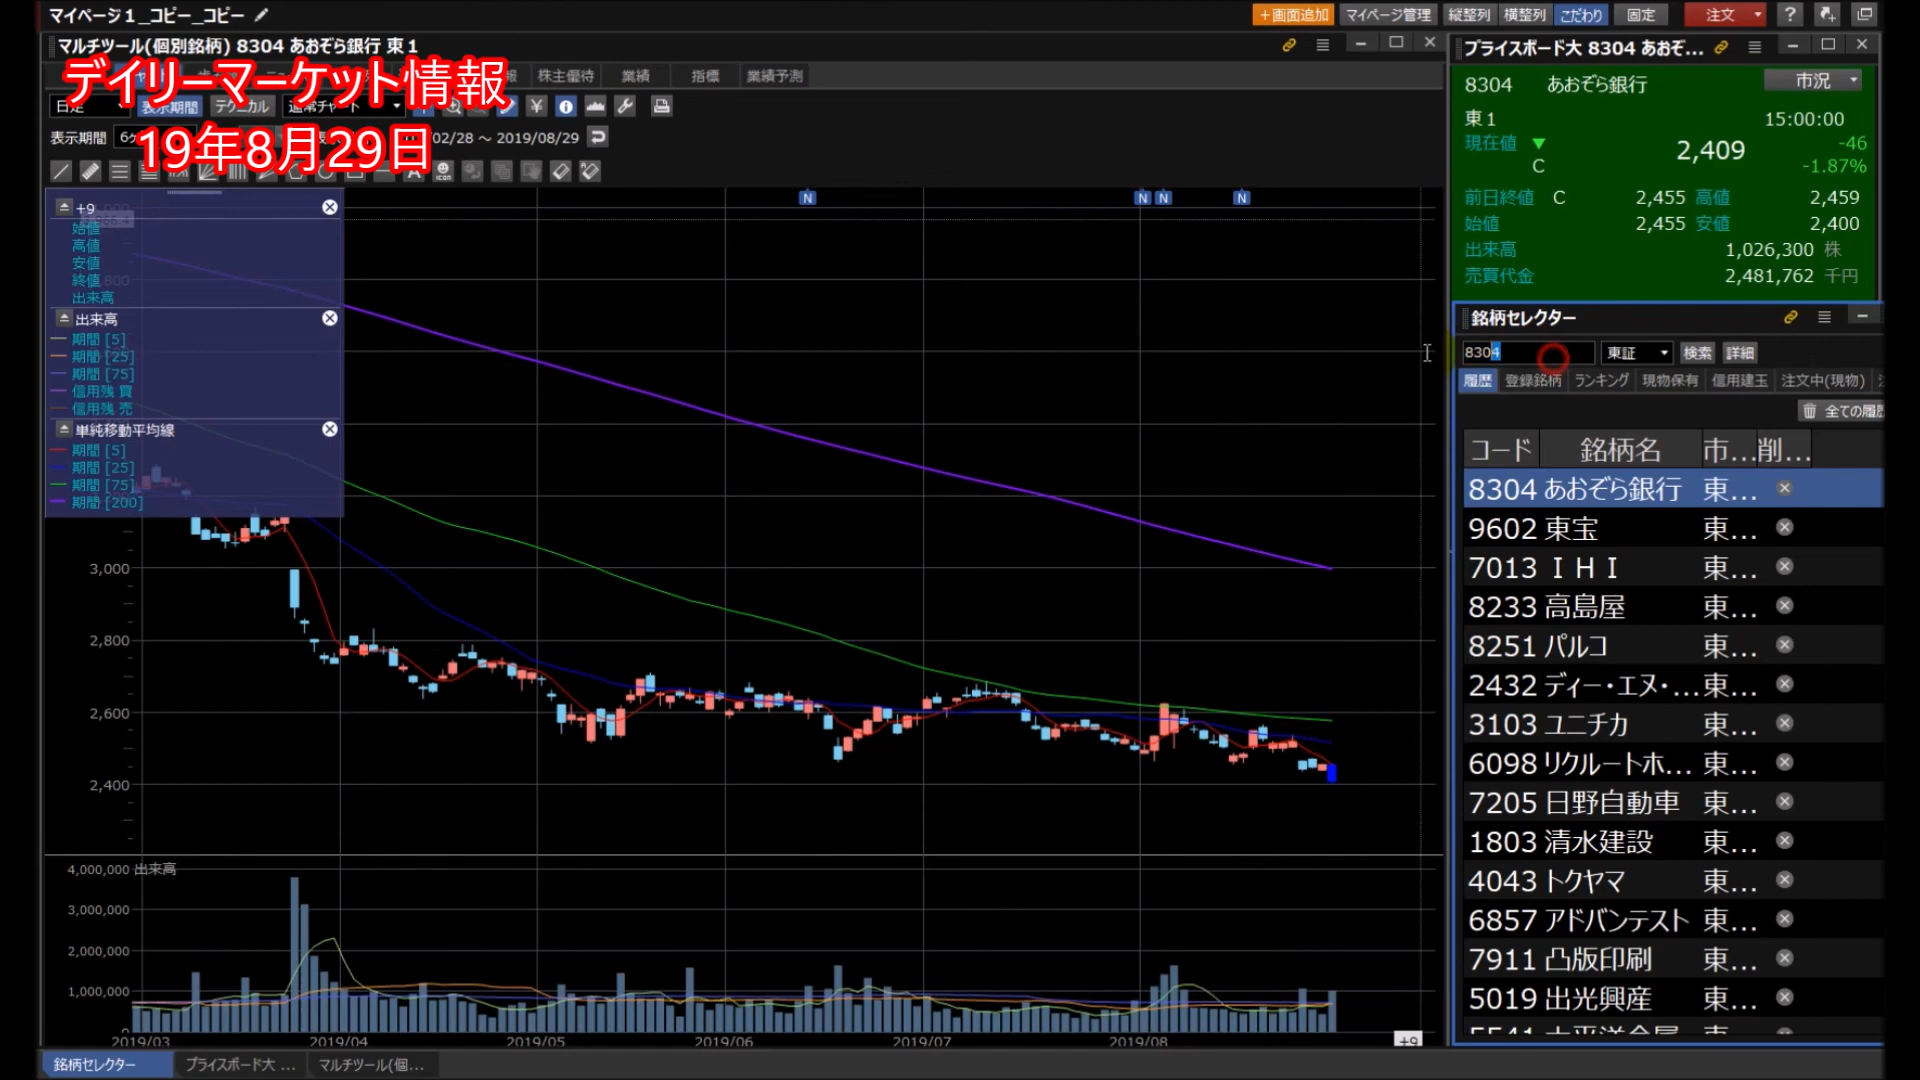 マイページ１_コピー_コピー
＋画面追加 マイページ管理 縦整列 横整列 こだわり 固定 注文 ?
マルチツール(個別銘柄) 8304 あおぞら銀行 東１
デイリーマーケット情報
19年8月29日
株主優待 業績 指標 業績予測
日足 表示期間 テクニカル 通常チャート ¥
表示期間 02/28 ～ 2019/08/29
A icon
+9
始値
高値
安値
終値
出来高
出来高
期間 [5]
期間 [25]
期間 [75]
信用残 買
信用残 売
単純移動平均線
期間 [5]
期間 [25]
期間 [75]
期間 [200]
N N N N
3,000
2,800
2,600
2,400
4,000,000 出来高
3,000,000
2,000,000
1,000,000
0
2019/03 2019/04 2019/05 2019/06 2019/07 2019/08 +9
プライスボード大 8304 あおぞ...
8304 あおぞら銀行 市況
東１ 15:00:00
現在値 ▼ 2,409 -46
C -1.87%
前日終値 C 2,455 高値 2,459
始値 2,455 安値 2,400
出来高 1,026,300 株
売買代金 2,481,762 千円
銘柄セレクター
8304 東証 検索 詳細
履歴 登録銘柄 ランキング 現物保有 信用建玉 注文中(現物)
全ての履歴
コード 銘柄名 市... 削...
8304 あおぞら銀行 東...
9602 東宝 東...
7013 ＩＨＩ 東...
8233 高島屋 東...
8251 パルコ 東...
2432 ディー・エヌ・... 東...
3103 ユニチカ 東...
6098 リクルートホ... 東...
7205 日野自動車 東...
1803 清水建設 東...
4043 トクヤマ 東...
6857 アドバンテスト 東...
7911 凸版印刷 東...
5019 出光興産 東...
銘柄セレクター プライスボード大 ... マルチツール(個...